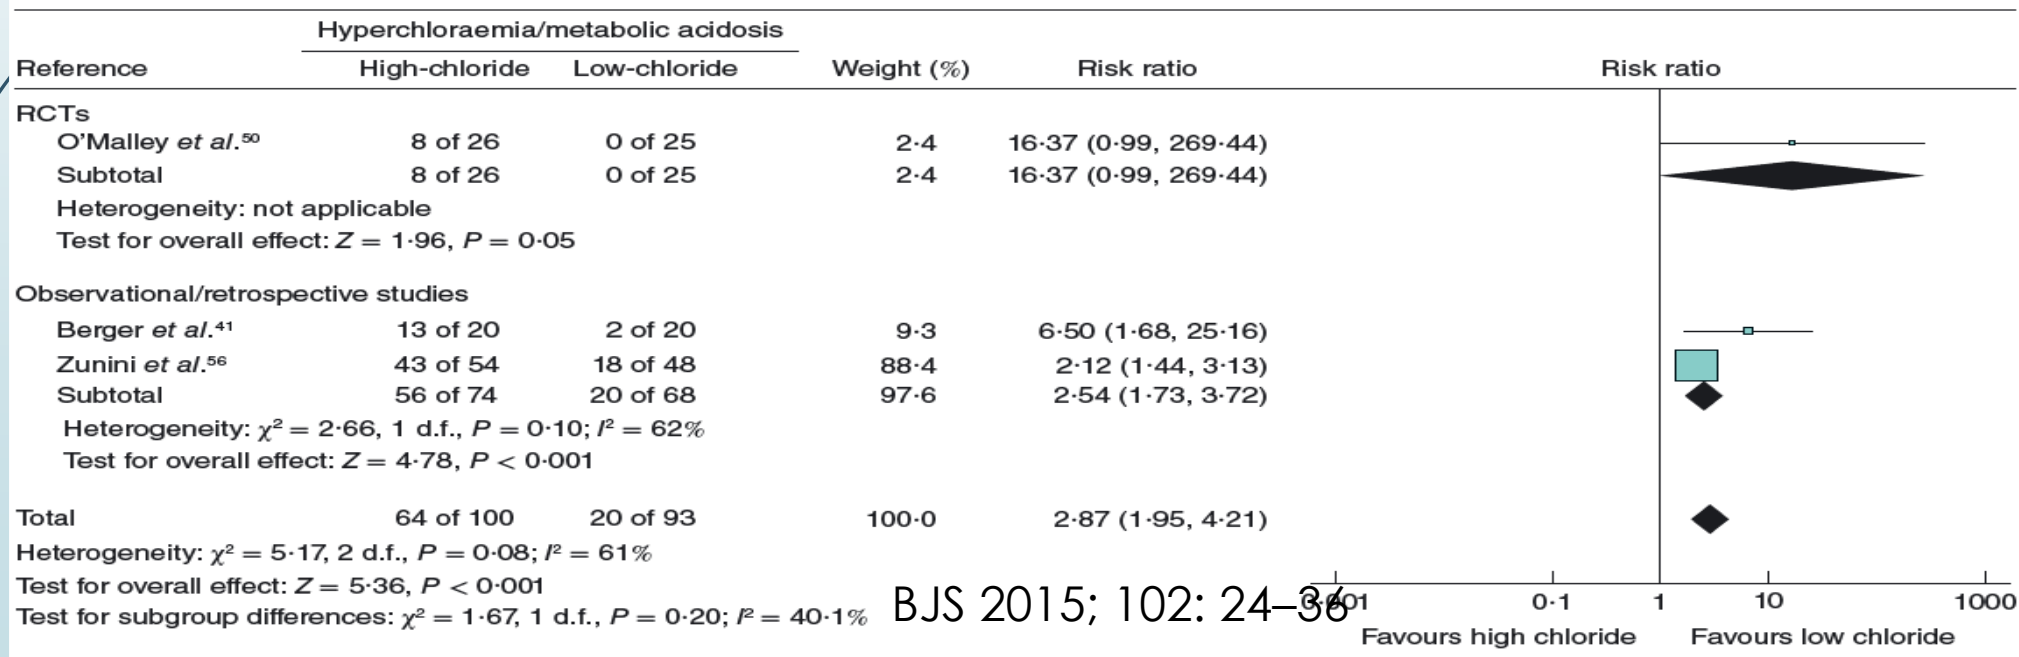 Hyperchloraemia/metabolic acidosis
Reference High-chloride Low-chloride Weight (%) Risk ratio Risk ratio
RCTs
O’Malley et al.⁵⁰ 8 of 26 0 of 25 2·4 16·37 (0·99, 269·44)
Subtotal 8 of 26 0 of 25 2·4 16·37 (0·99, 269·44)
Heterogeneity: not applicable
Test for overall effect: Z = 1·96, P = 0·05
Observational/retrospective studies
Berger et al.⁴¹ 13 of 20 2 of 20 9·3 6·50 (1·68, 25·16)
Zunini et al.⁵⁶ 43 of 54 18 of 48 88·4 2·12 (1·44, 3·13)
Subtotal 56 of 74 20 of 68 97·6 2·54 (1·73, 3·72)
Heterogeneity: χ² = 2·66, 1 d.f., P = 0·10; I² = 62%
Test for overall effect: Z = 4·78, P < 0·001
Total 64 of 100 20 of 93 100·0 2·87 (1·95, 4·21)
Heterogeneity: χ² = 5·17, 2 d.f., P = 0·08; I² = 61%
Test for overall effect: Z = 5·36, P < 0·001
Test for subgroup differences: χ² = 1·67, 1 d.f., P = 0·20; I² = 40·1%
BJS 2015; 102: 24–36
0·001 0·1 1 10 1000
Favours high chloride Favours low chloride